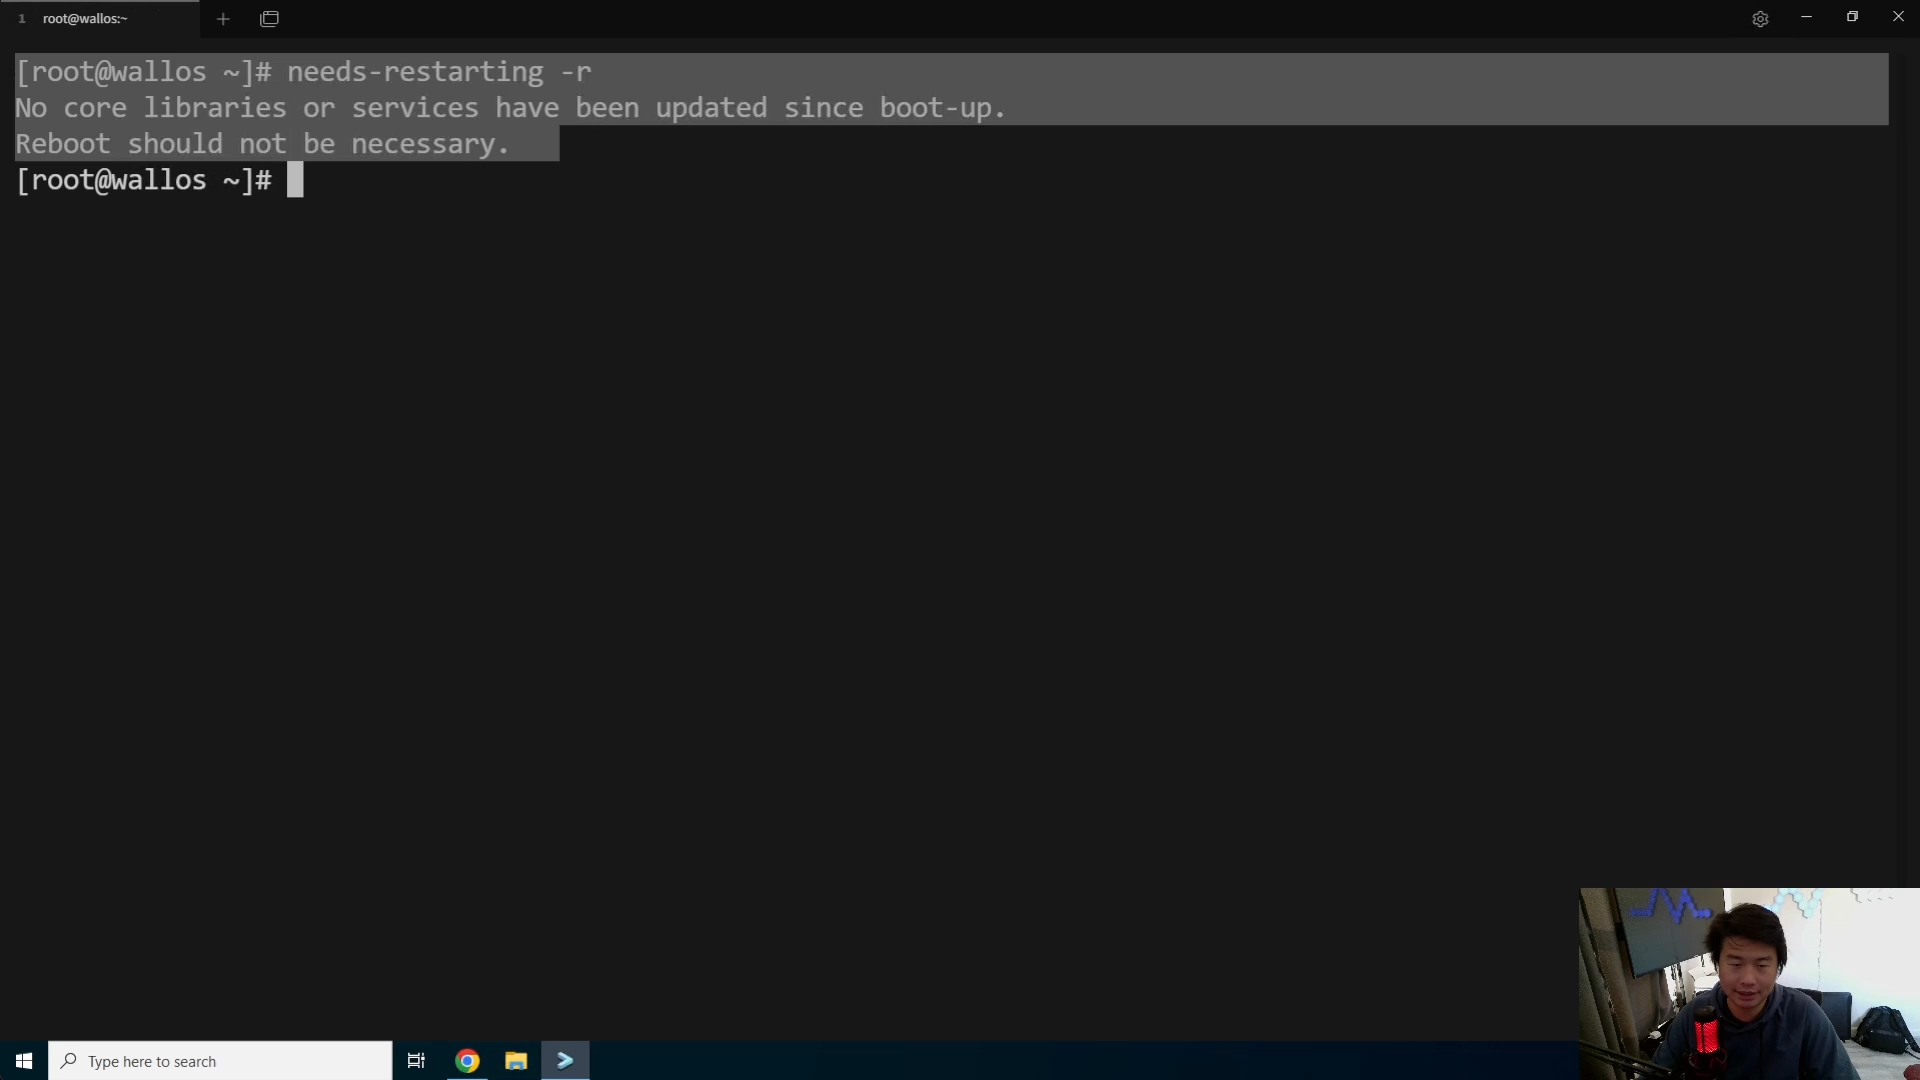 1 root@wallos:~
[root@wallos ~]# needs-restarting -r
No core libraries or services have been updated since boot-up.
Reboot should not be necessary.
[root@wallos ~]#
Type here to search